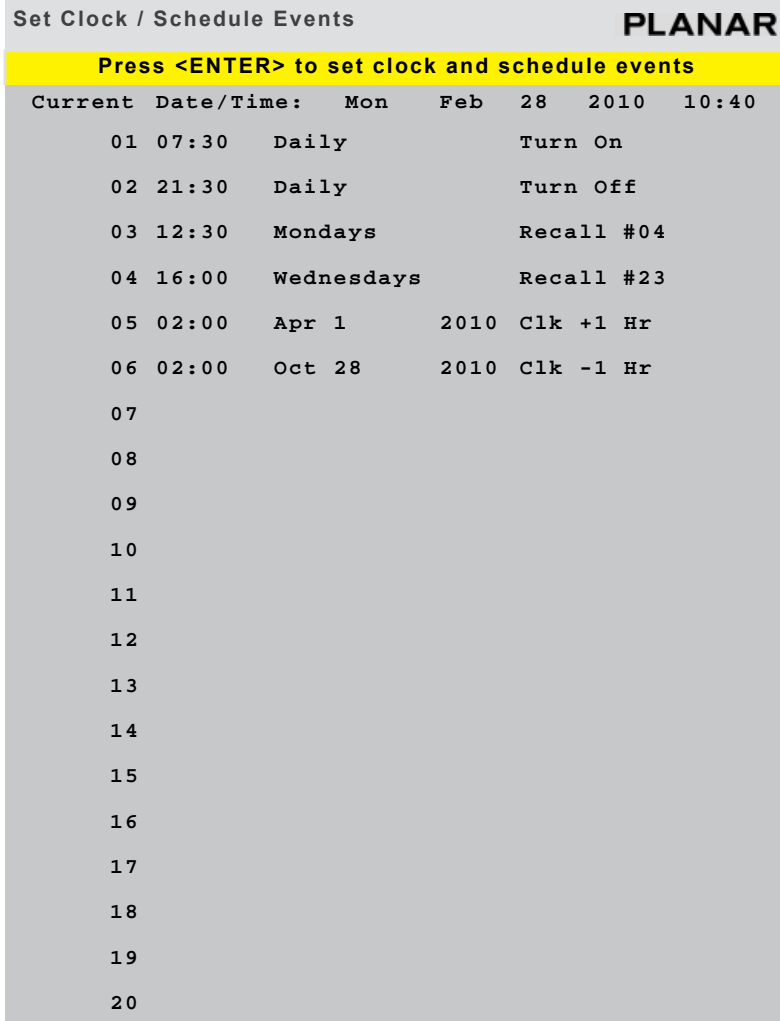 Set Clock / Schedule Events PLANAR
Press <ENTER> to set clock and schedule events
Current Date/Time: Mon Feb 28 2010 10:40
01 07:30 Daily Turn On
02 21:30 Daily Turn Off
03 12:30 Mondays Recall #04
04 16:00 Wednesdays Recall #23
05 02:00 Apr 1 2010 Clk +1 Hr
06 02:00 Oct 28 2010 Clk -1 Hr
07
08
09
10
11
12
13
14
15
16
17
18
19
20